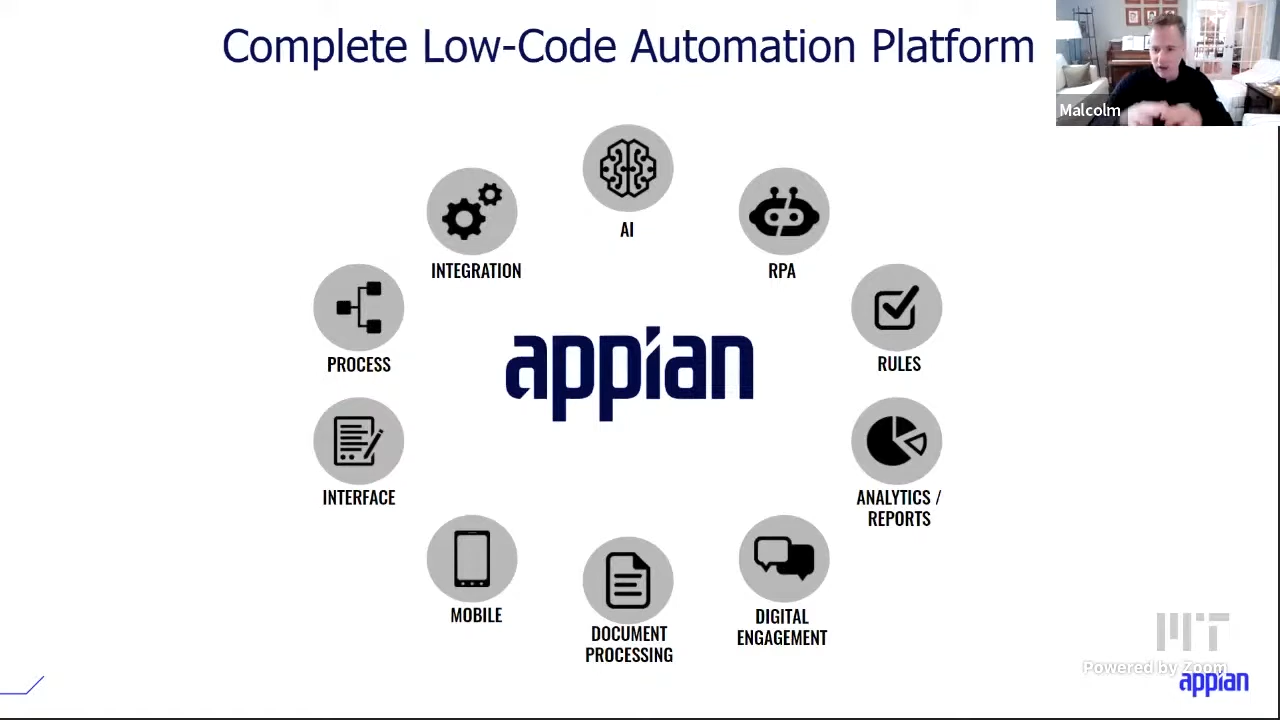 Complete Low-Code Automation Platform
Malcolm
AI
INTEGRATION
RPA
PROCESS
RULES
appian
INTERFACE
ANALYTICS /
REPORTS
MOBILE
DOCUMENT
PROCESSING
DIGITAL
ENGAGEMENT
MIT
Powered by Zoom
appian